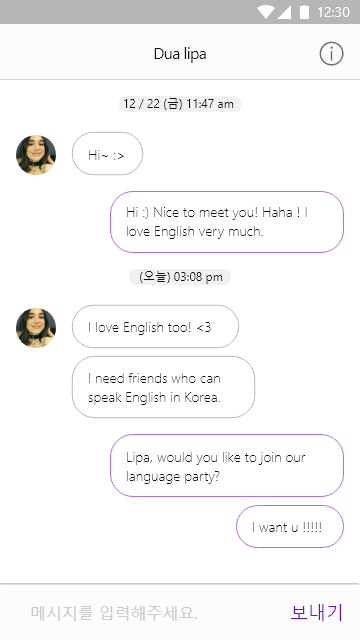 12:30
Dua lipa
12 / 22 (금) 11:47 am
Hi~ :>
Hi :) Nice to meet you! Haha ! I
love English very much.
(오늘) 03:08 pm
I love English too! <3
I need friends who can
speak English in Korea.
Lipa, would you like to join our
language party?
I want u !!!!!
메시지를 입력해주세요.
보내기